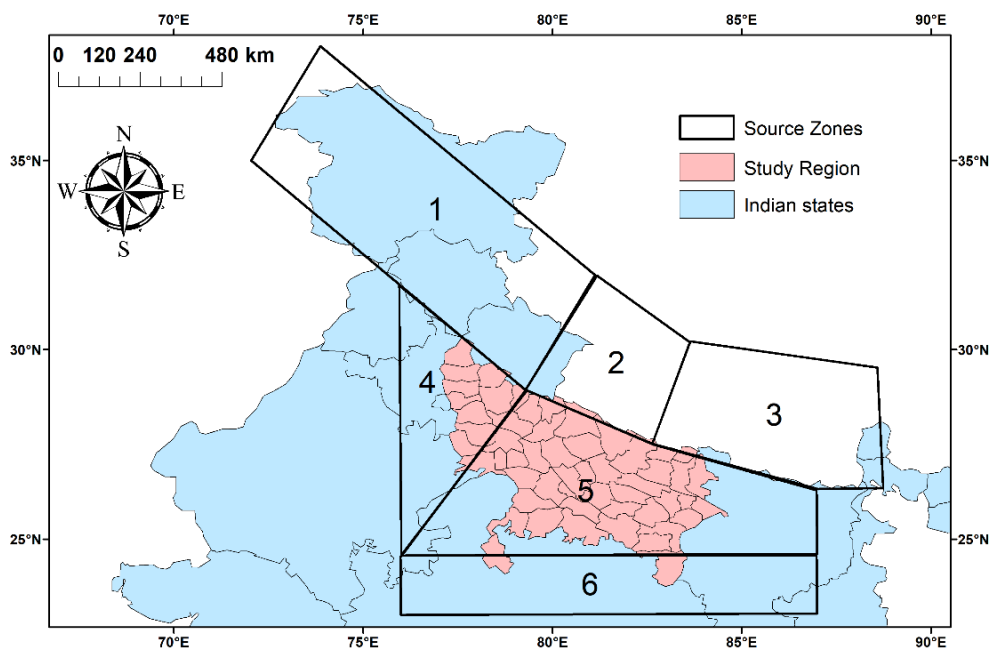 70°E 75°E 80°E 85°E 90°E
0 120 240 480 km
N
W E
S
Source Zones
Study Region
Indian states
35°N 35°N
30°N 30°N
25°N 25°N
1
2
3
4
5
6
70°E 75°E 80°E 85°E 90°E